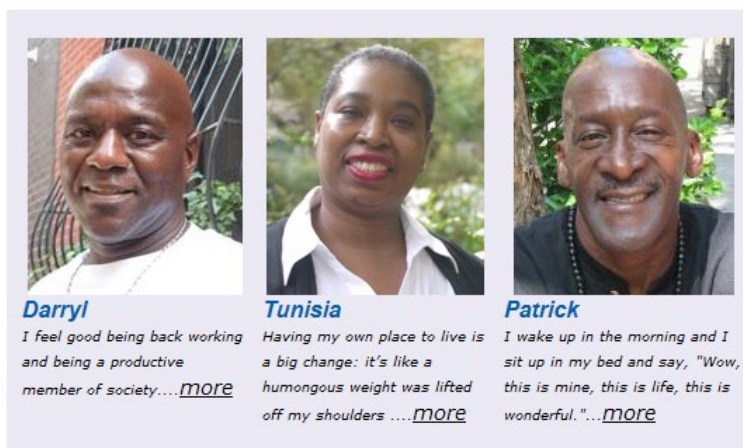 Darryl
I feel good being back working
and being a productive
member of society....more
Tunisia
Having my own place to live is
a big change: it's like a
humongous weight was lifted
off my shoulders ....more
Patrick
I wake up in the morning and I
sit up in my bed and say, "Wow,
this is mine, this is life, this is
wonderful."...more